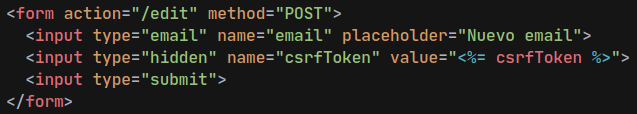 <form action="/edit" method="POST">
  <input type="email" name="email" placeholder="Nuevo email">
  <input type="hidden" name="csrfToken" value="<%= csrfToken %>">
  <input type="submit">
</form>